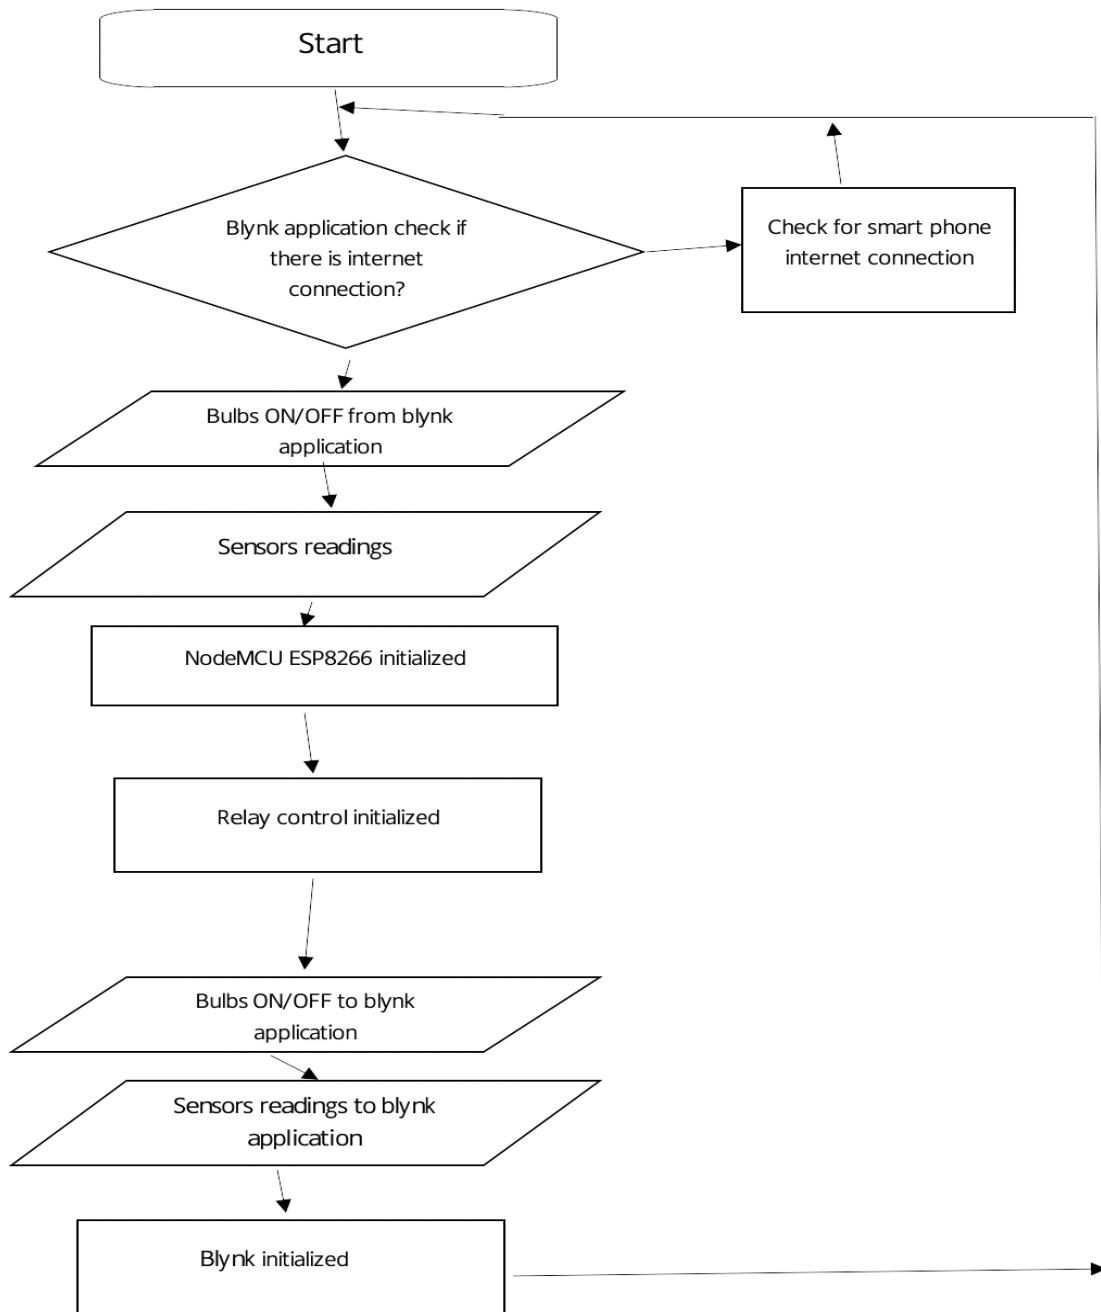 Start
Blynk application check if
there is internet
connection?
Check for smart phone
internet connection
Bulbs ON/OFF from blynk
application
Sensors readings
NodeMCU ESP8266 initialized
Relay control initialized
Bulbs ON/OFF to blynk
application
Sensors readings to blynk
application
Blynk initialized